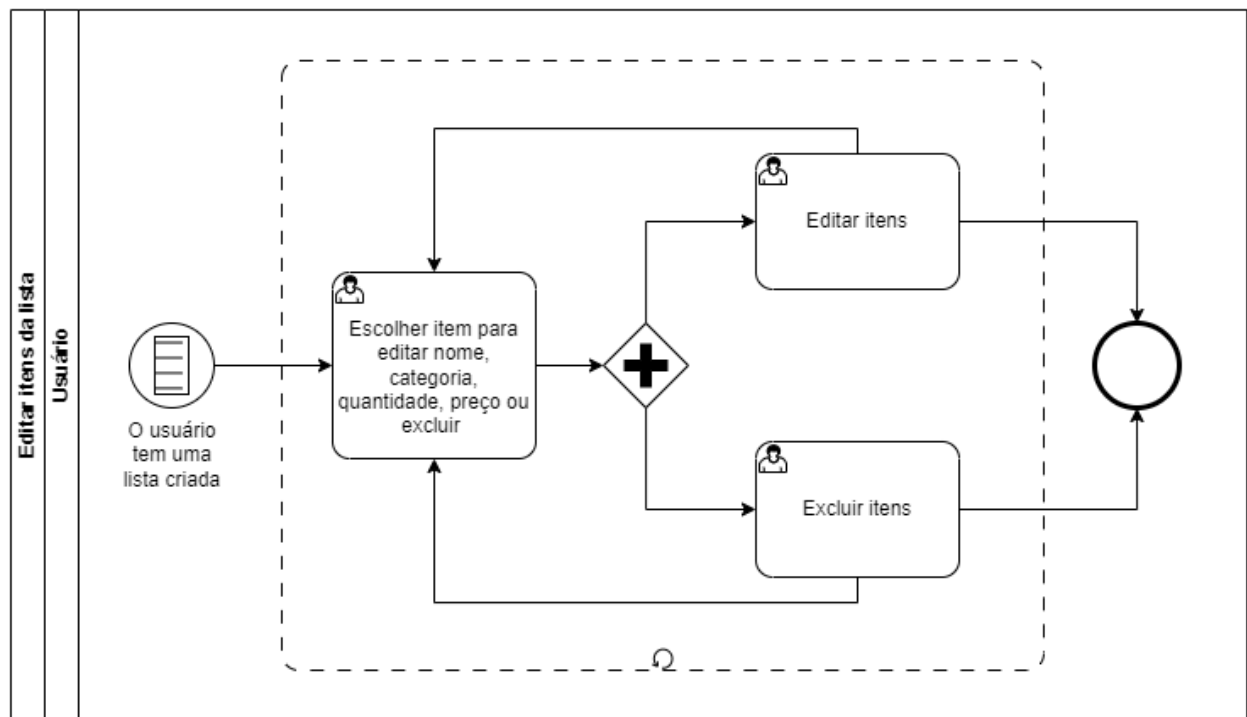 Editar itens da lista
Usuário
O usuário
tem uma
lista criada
Escolher item para
editar nome,
categoria,
quantidade, preço ou
excluir
Editar itens
Excluir itens